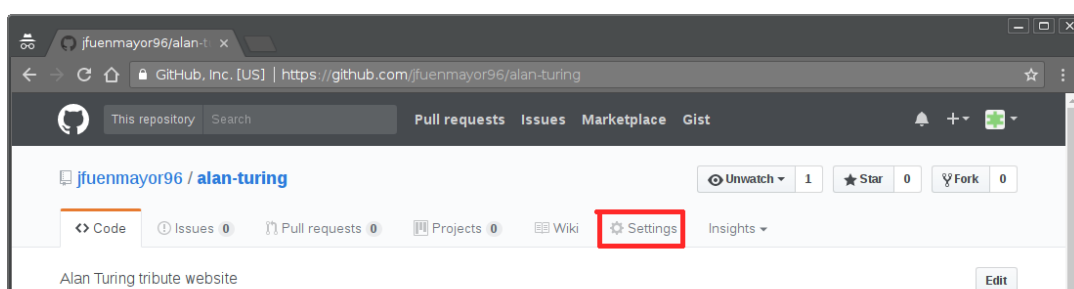 jfuenmayor96/alan-t
GitHub, Inc. [US] | https://github.com/jfuenmayor96/alan-turing
This repository Search Pull requests Issues Marketplace Gist
jfuenmayor96 / alan-turing Unwatch 1 Star 0 Fork 0
<> Code Issues 0 Pull requests 0 Projects 0 Wiki Settings Insights
Alan Turing tribute website Edit